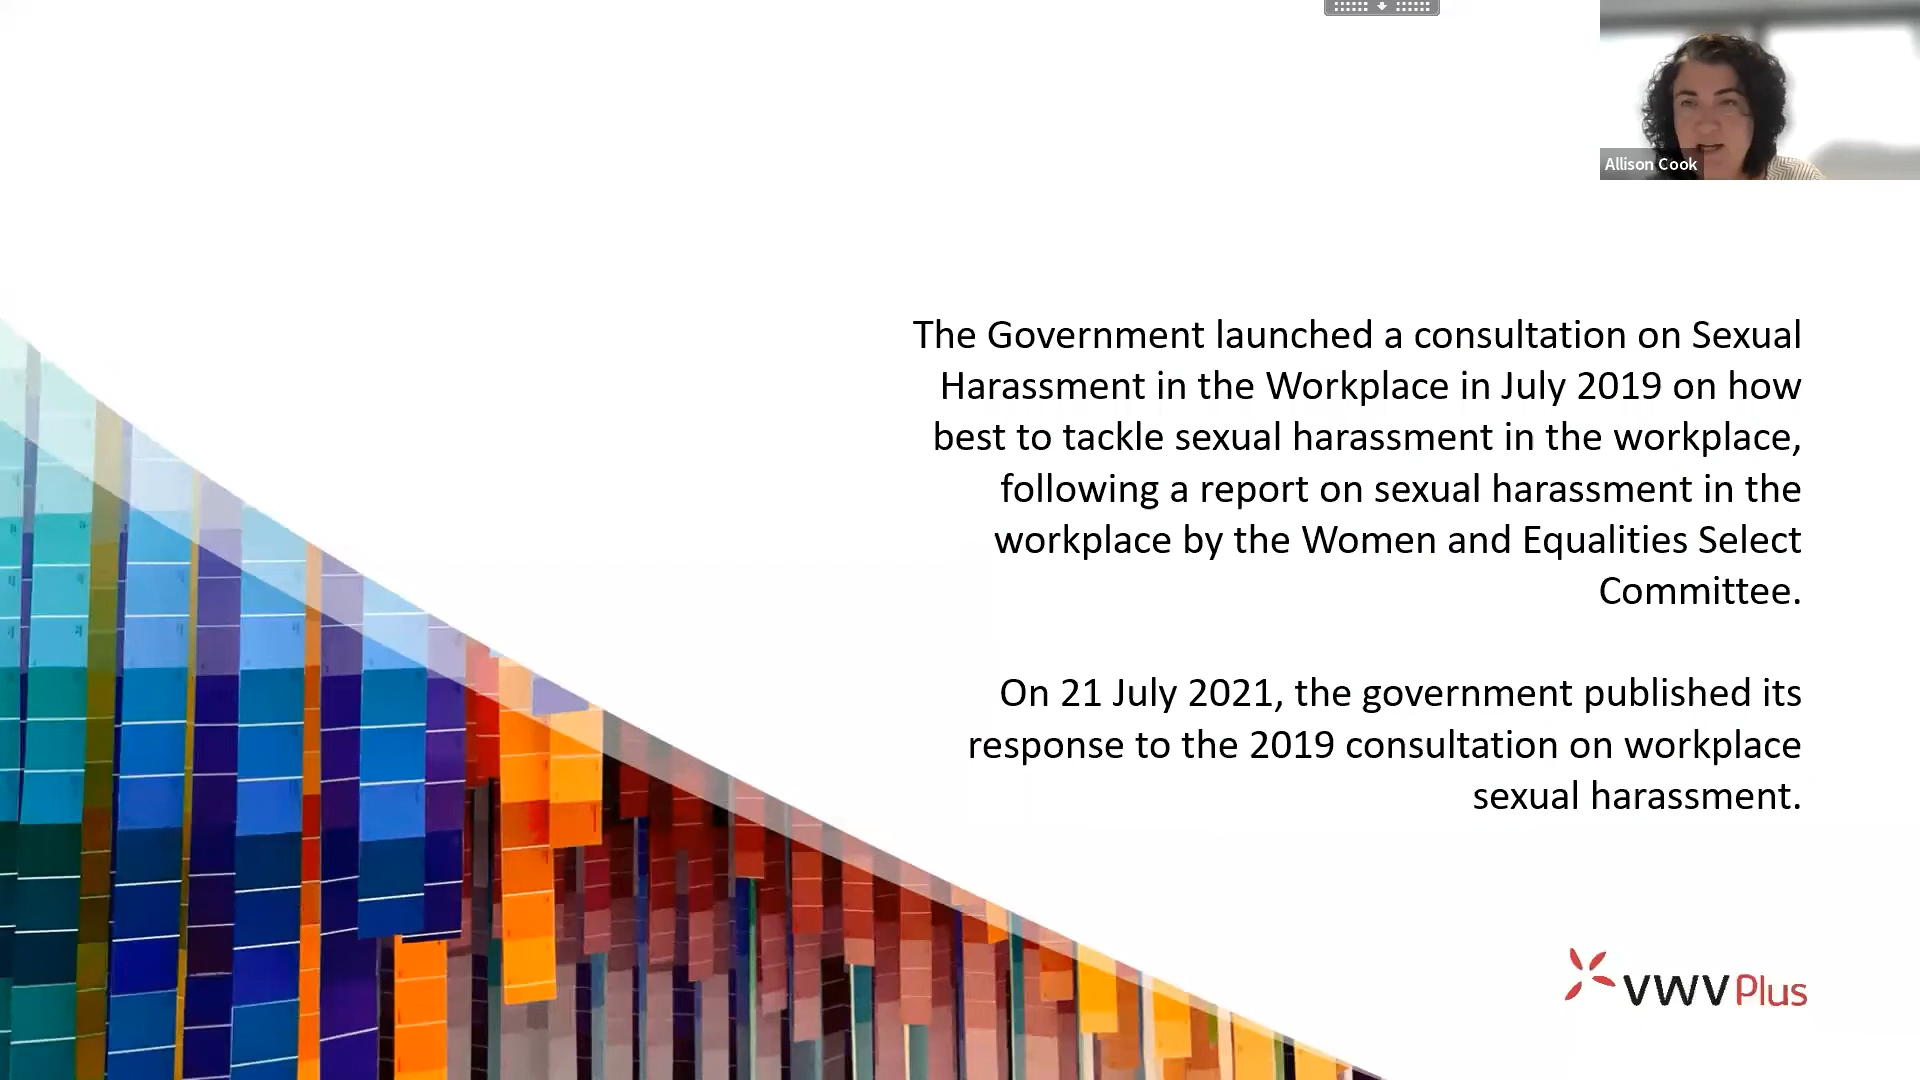 Allison Cook
The Government launched a consultation on Sexual
Harassment in the Workplace in July 2019 on how
best to tackle sexual harassment in the workplace,
following a report on sexual harassment in the
workplace by the Women and Equalities Select
Committee.
On 21 July 2021, the government published its
response to the 2019 consultation on workplace
sexual harassment.
VWV Plus